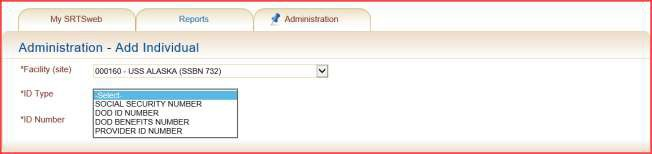 My SRTSweb Reports Administration
Administration - Add Individual
*Facility (site) 000160 - USS ALASKA (SSBN 732)
*ID Type -Select-
SOCIAL SECURITY NUMBER
DOD ID NUMBER
*ID Number DOD BENEFITS NUMBER
PROVIDER ID NUMBER